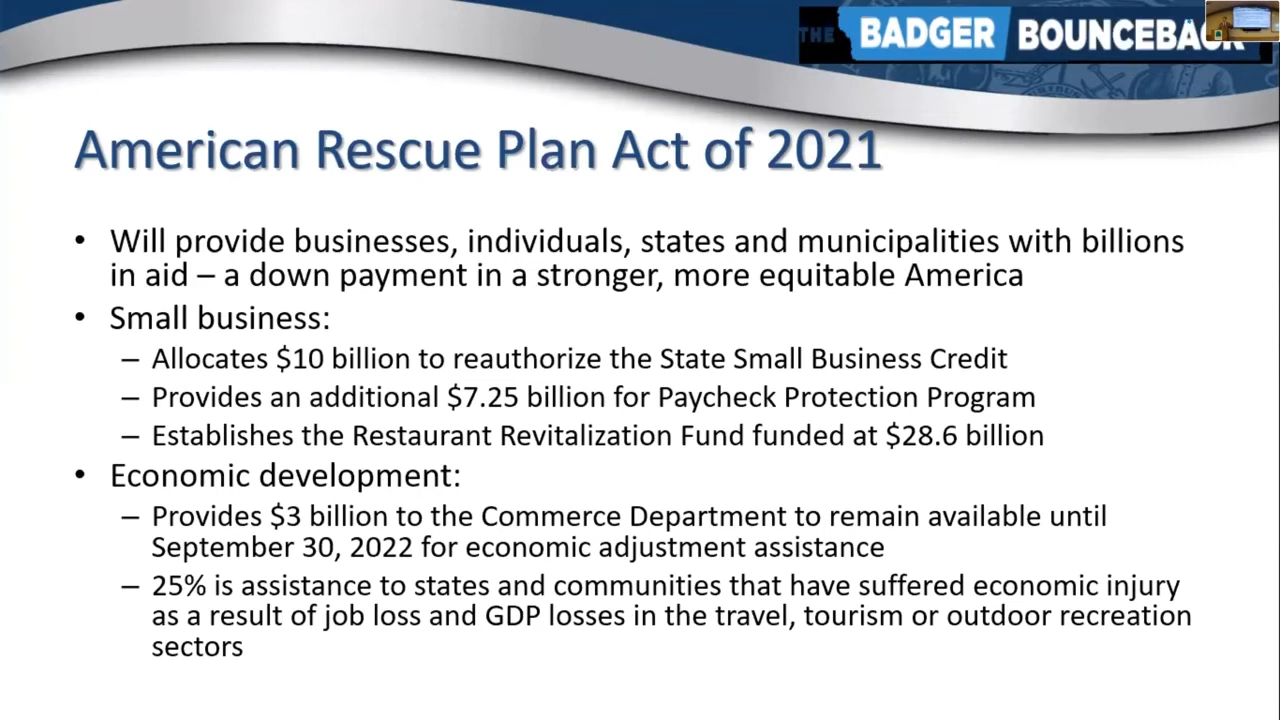 THE BADGER BOUNCEBACK
American Rescue Plan Act of 2021
• Will provide businesses, individuals, states and municipalities with billions
in aid – a down payment in a stronger, more equitable America
• Small business:
– Allocates $10 billion to reauthorize the State Small Business Credit
– Provides an additional $7.25 billion for Paycheck Protection Program
– Establishes the Restaurant Revitalization Fund funded at $28.6 billion
• Economic development:
– Provides $3 billion to the Commerce Department to remain available until
September 30, 2022 for economic adjustment assistance
– 25% is assistance to states and communities that have suffered economic injury
as a result of job loss and GDP losses in the travel, tourism or outdoor recreation
sectors